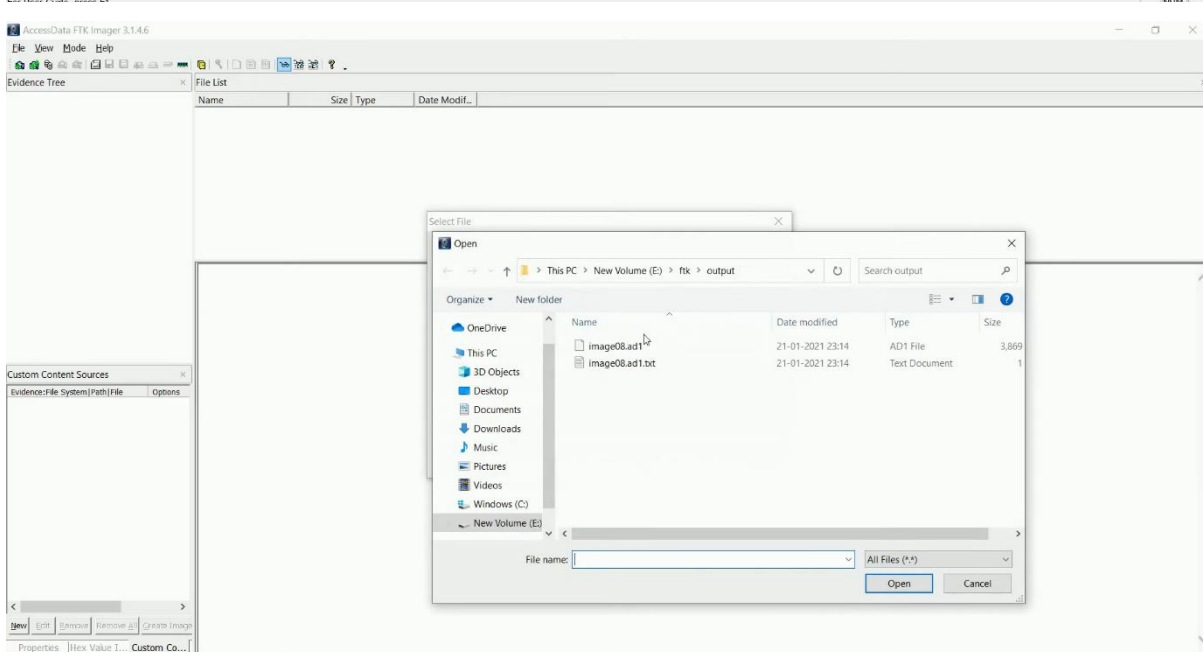 AccessData FTK Imager 3.1.4.6
File View Mode Help
Evidence Tree
File List
Name Size Type Date Modif...
Select File
Open
This PC > New Volume (E:) > ftk > output
Search output
Organize New folder
Name Date modified Type Size
OneDrive
image08.ad1 21-01-2021 23:14 AD1 File 3,869
This PC
image08.ad1.txt 21-01-2021 23:14 Text Document 1
3D Objects
Desktop
Documents
Downloads
Music
Pictures
Videos
Windows (C:)
New Volume (E:)
Custom Content Sources
Evidence:File System|Path|File Options
File name:
All Files (*.*)
Open Cancel
New Edit Remove Remove All Create Image
Properties Hex Value I... Custom Co...